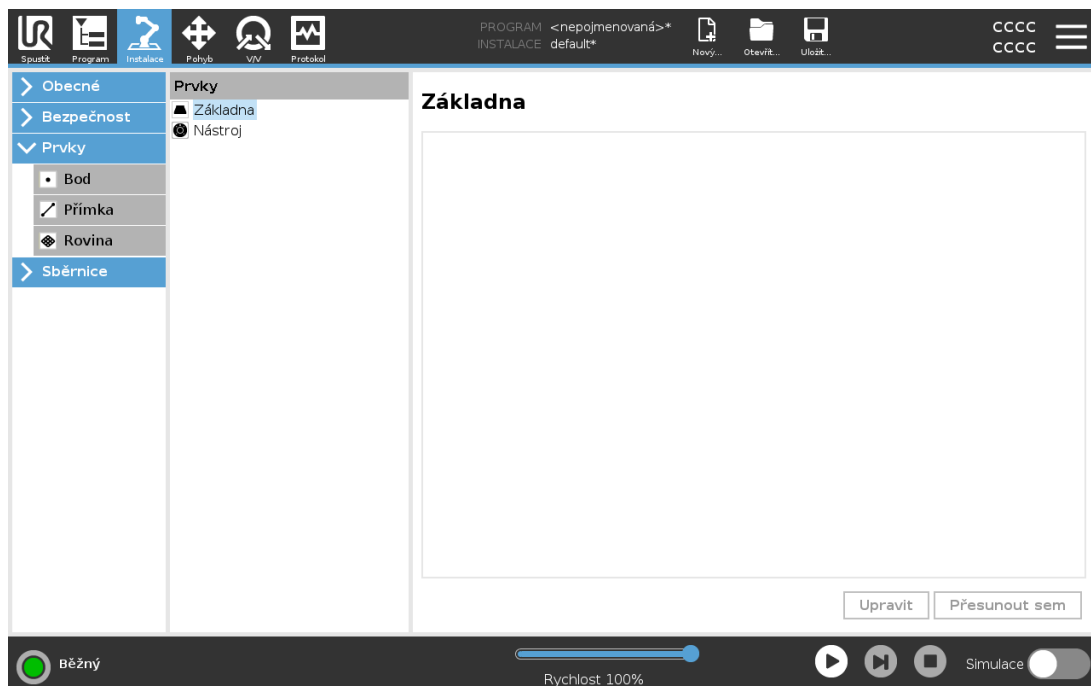 PROGRAM <nepojmenovaná>*
INSTALACE default*
CCCC
CCCC
Spustit Program Instalace Pohyb V/V Protokol Nový... Otevřít... Uložit...
Obecné
Bezpečnost
Prvky
Bod
Přímka
Rovina
Sběrnice
Prvky
Základna
Nástroj
Základna
Upravit Přesunout sem
Běžný
Rychlost 100%
Simulace